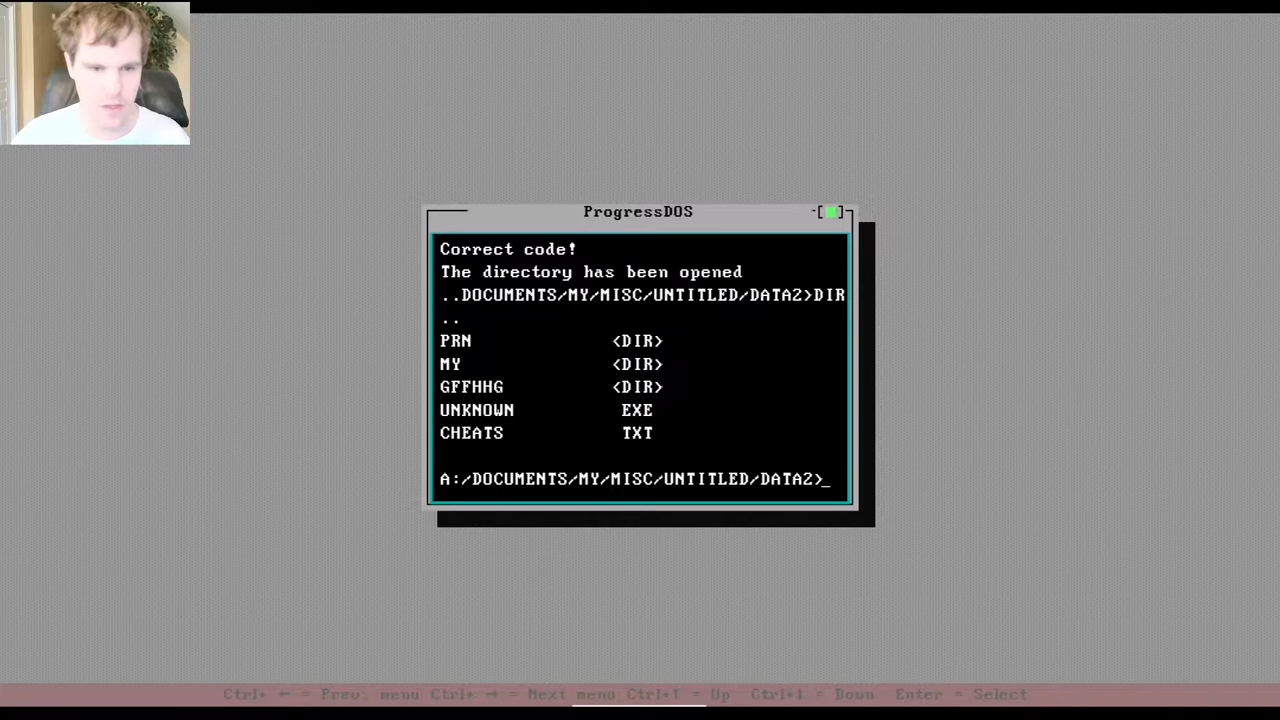 ProgressDOS
Correct code!
The directory has been opened
..DOCUMENTS/MY/MISC/UNTITLED/DATA2>DIR
..
PRN <DIR>
MY <DIR>
GFFHHG <DIR>
UNKNOWN EXE
CHEATS TXT
A:/DOCUMENTS/MY/MISC/UNTITLED/DATA2>_
Ctrl+ ← = Prev. menu Ctrl+ → = Next menu Ctrl+↑ = Up Ctrl+↓ = Down Enter = Select